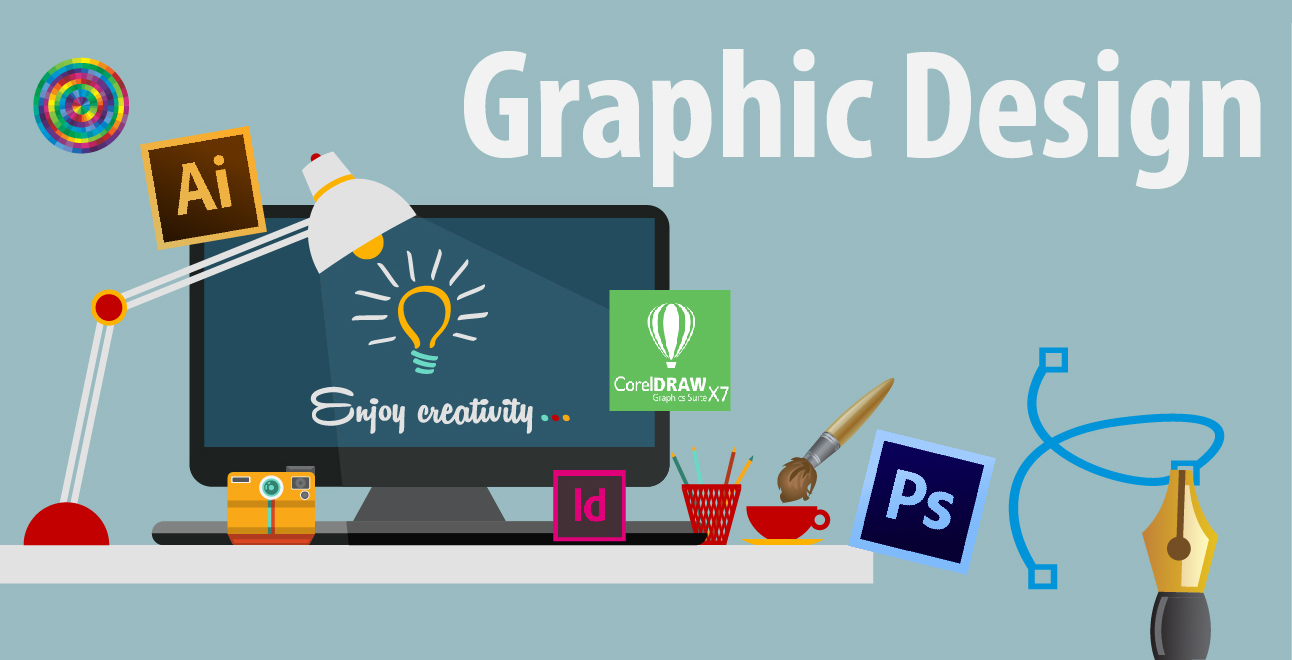 Graphic Design
Ai
CorelDRAW
Graphics Suite X7
Enjoy creativity...
Id
Ps